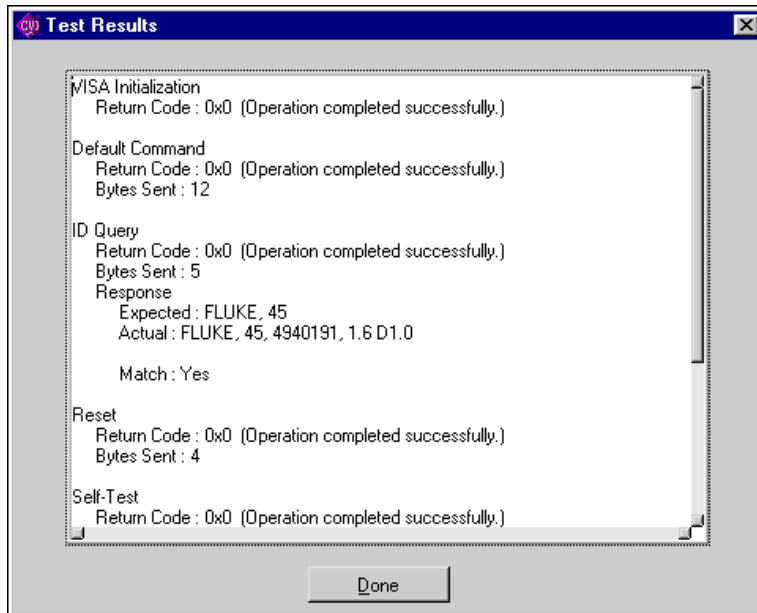 CVI Test Results
VISA Initialization
Return Code : 0x0 (Operation completed successfully.)
Default Command
Return Code : 0x0 (Operation completed successfully.)
Bytes Sent : 12
ID Query
Return Code : 0x0 (Operation completed successfully.)
Bytes Sent : 5
Response
Expected : FLUKE, 45
Actual : FLUKE, 45, 4940191, 1.6 D1.0
Match : Yes
Reset
Return Code : 0x0 (Operation completed successfully.)
Bytes Sent : 4
Self-Test
Return Code : 0x0 (Operation completed successfully.)
Done